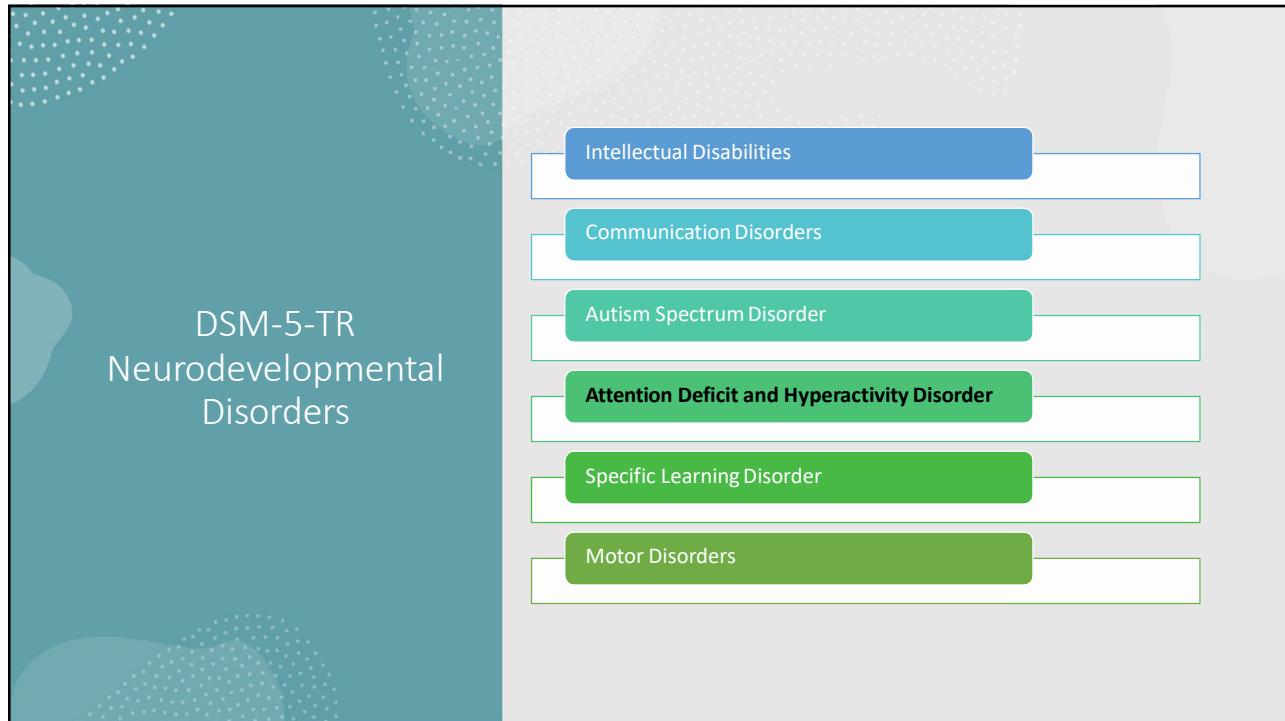 DSM-5-TR
Neurodevelopmental
Disorders
Intellectual Disabilities
Communication Disorders
Autism Spectrum Disorder
Attention Deficit and Hyperactivity Disorder
Specific Learning Disorder
Motor Disorders